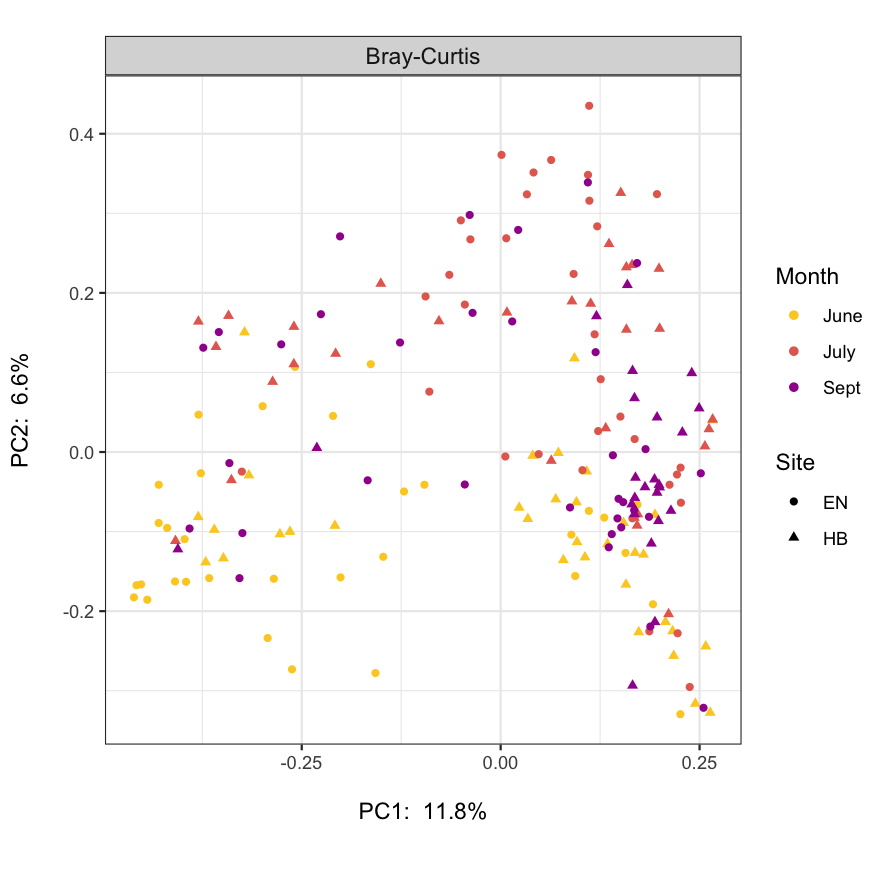 Bray-Curtis
0.4
0.2
0.0
-0.2
PC2:  6.6%
-0.25
0.00
0.25
PC1:  11.8%
Month
June
July
Sept
Site
EN
HB